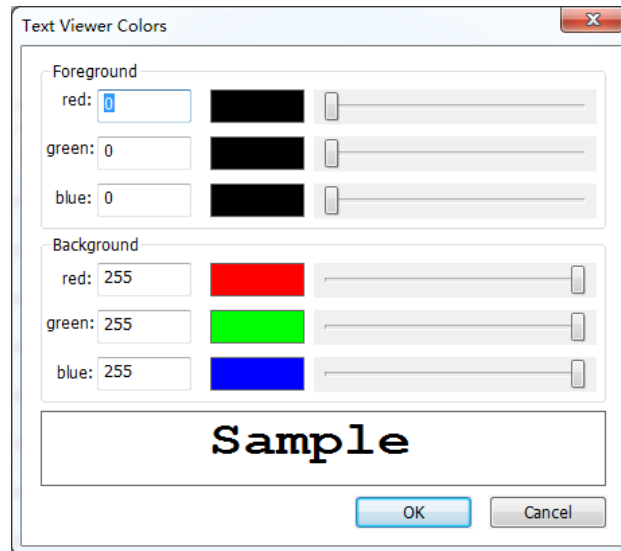 Text Viewer Colors
Foreground
red: 0
green: 0
blue: 0
Background
red: 255
green: 255
blue: 255
Sample
OK Cancel